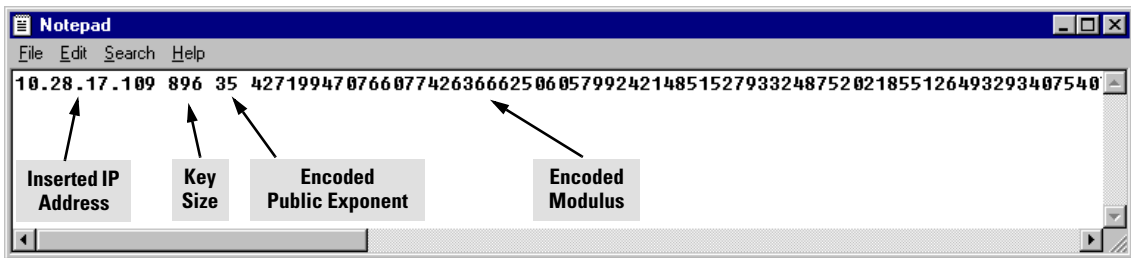 Notepad
File Edit Search Help
10.28.17.109 896 35 427199470766077426366625060579924214851527933248752021855126493293407540
Inserted IP
Address
Key
Size
Encoded
Public Exponent
Encoded
Modulus